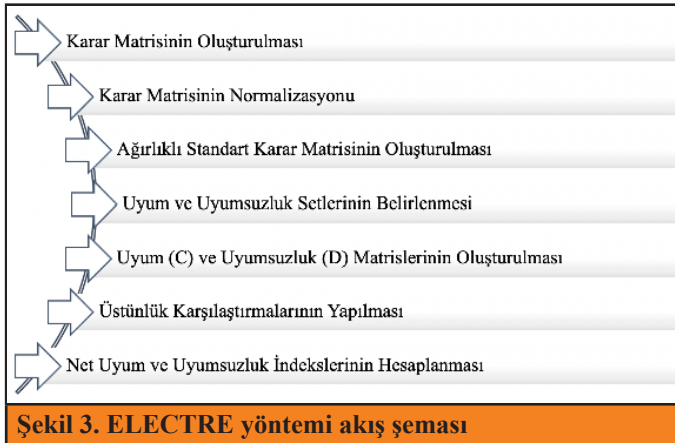 Karar Matrisinin Oluşturulması
Karar Matrisinin Normalizasyonu
Ağırlıklı Standart Karar Matrisinin Oluşturulması
Uyum ve Uyumsuzluk Setlerinin Belirlenmesi
Uyum (C) ve Uyumsuzluk (D) Matrislerinin Oluşturulması
Üstünlük Karşılaştırmalarının Yapılması
Net Uyum ve Uyumsuzluk İndekslerinin Hesaplanması
Şekil 3. ELECTRE yöntemi akış şeması